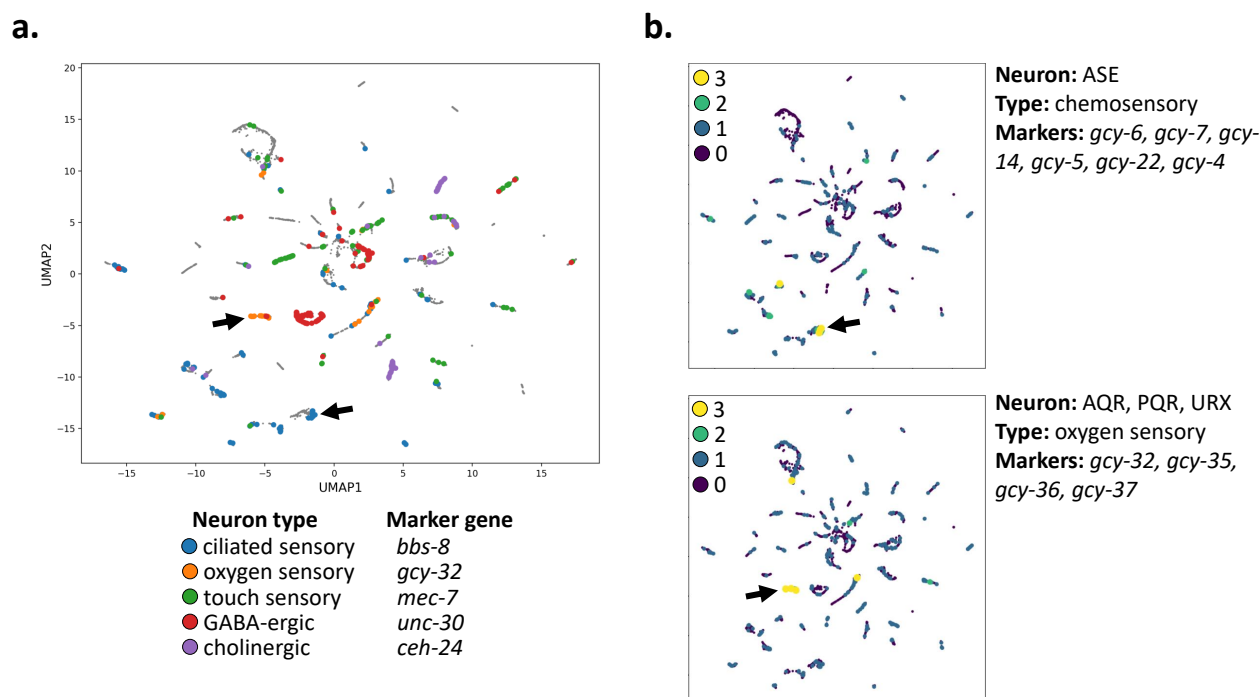 a.
20
15
10
5
0
−5
−10
−15
UMAP2
−15
−10
−5
0
5
10
15
UMAP1
Neuron type Marker gene
ciliated sensory bbs-8
oxygen sensory gcy-32
touch sensory mec-7
GABA-ergic unc-30
cholinergic ceh-24
b.
3
2
1
0
Neuron: ASE
Type: chemosensory
Markers: gcy-6, gcy-7, gcy-
14, gcy-5, gcy-22, gcy-4
3
2
1
0
Neuron: AQR, PQR, URX
Type: oxygen sensory
Markers: gcy-32, gcy-35,
gcy-36, gcy-37